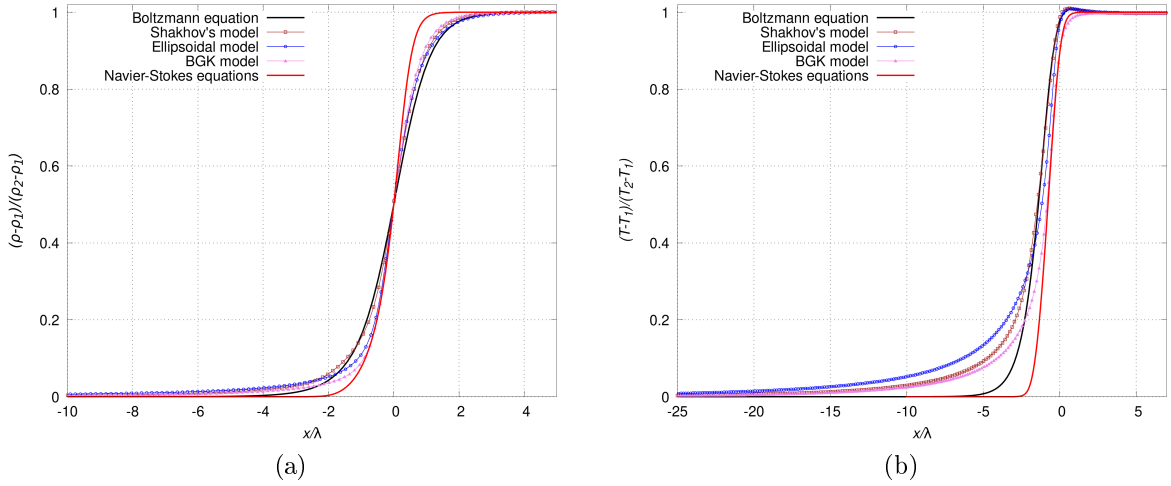 1
0.8
0.6
0.4
0.2
0
-10
-8
-6
-4
-2
0
2
4
(ρ-ρ1)/(ρ2-ρ1)
x/λ
Boltzmann equation
Shakhov's model
Ellipsoidal model
BGK model
Navier-Stokes equations
(a)
1
0.8
0.6
0.4
0.2
0
-25
-20
-15
-10
-5
0
5
(T-T1)/(T2-T1)
x/λ
Boltzmann equation
Shakhov's model
Ellipsoidal model
BGK model
Navier-Stokes equations
(b)